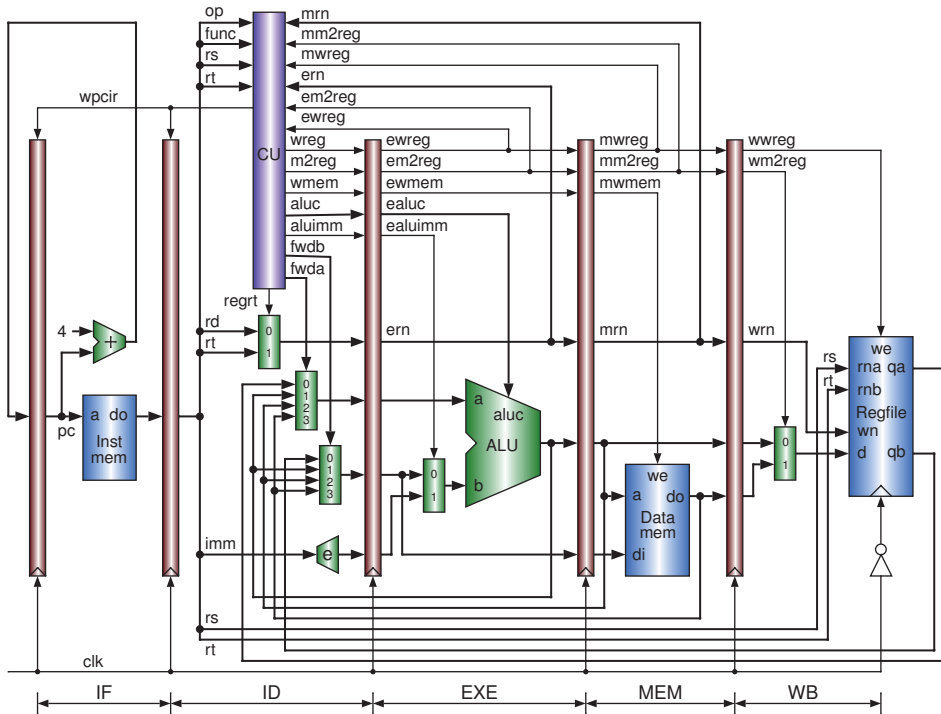 op mrn
func mm2reg
rs mwreg
rt ern
wpcir em2reg
ewreg
CU wreg ewreg mwreg wwreg
m2reg em2reg mm2reg wm2reg
wmem ewmem mwmem
aluc ealuc
aluimm ealuimm
fwdb
fwda
regrt
4 + rd 0 ern mrn wrn
rt 1
we
rs rna qa
rt rnb
Regfile
wn
d qb
pc a do
Inst
mem
0
1
2
3
0
1
2
3
a aluc
ALU
b
0
1
we
a do
Data
mem
di
0
1
imm e
rs
rt
clk
IF ID EXE MEM WB